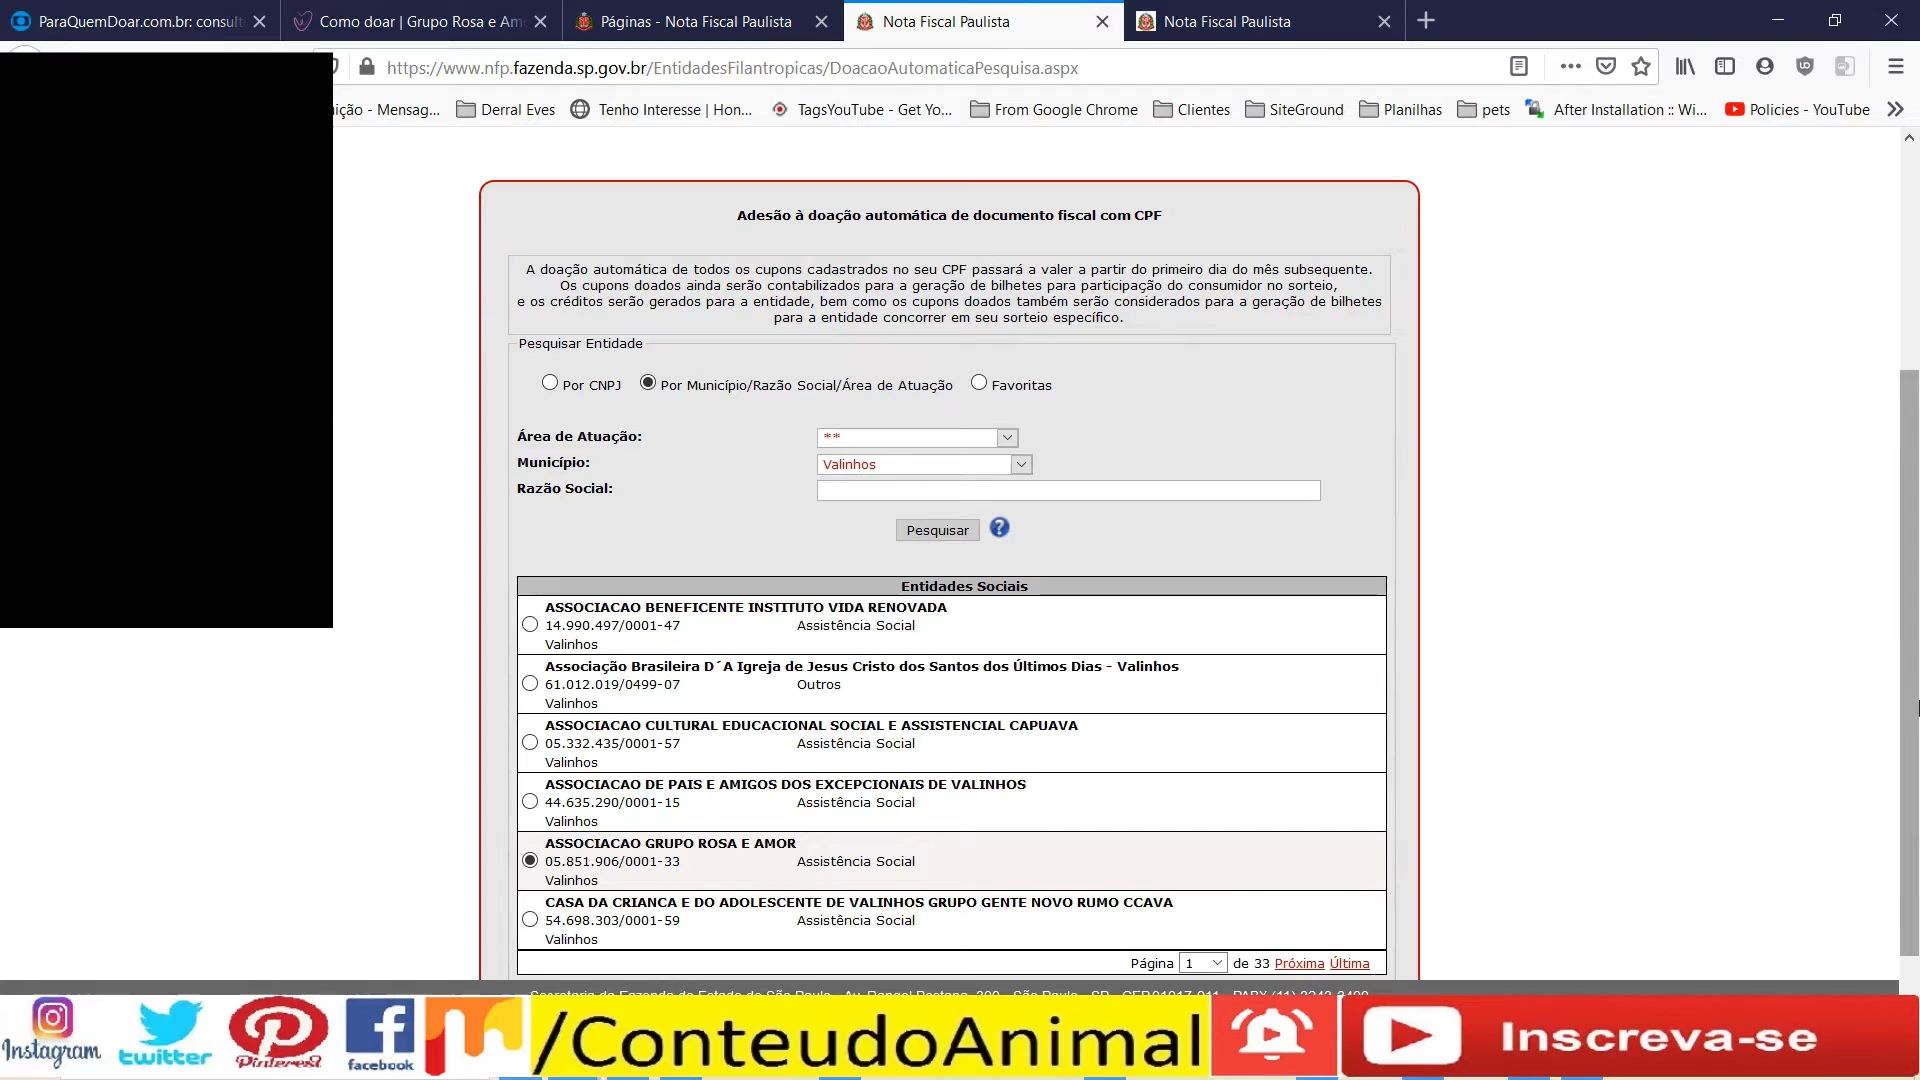 ParaQuemDoar.com.br: consult
Como doar | Grupo Rosa e Am
Páginas - Nota Fiscal Paulista
Nota Fiscal Paulista
Nota Fiscal Paulista
https://www.nfp.fazenda.sp.gov.br/EntidadesFilantropicas/DoacaoAutomaticaPesquisa.aspx
uição - Mensag...
Derral Eves
Tenho Interesse | Hon...
TagsYouTube - Get Yo...
From Google Chrome
Clientes
SiteGround
Planilhas
pets
After Installation :: Wi...
Policies - YouTube
Adesão à doação automática de documento fiscal com CPF
A doação automática de todos os cupons cadastrados no seu CPF passará a valer a partir do primeiro dia do mês subsequente.
Os cupons doados ainda serão contabilizados para a geração de bilhetes para participação do consumidor no sorteio,
e os créditos serão gerados para a entidade, bem como os cupons doados também serão considerados para a geração de bilhetes
para a entidade concorrer em seu sorteio específico.
Pesquisar Entidade
Por CNPJ
Por Município/Razão Social/Área de Atuação
Favoritas
Área de Atuação:
**
Município:
Valinhos
Razão Social:
Pesquisar
?
Entidades Sociais
ASSOCIACAO BENEFICENTE INSTITUTO VIDA RENOVADA
14.990.497/0001-47 Assistência Social
Valinhos
Associação Brasileira D´A Igreja de Jesus Cristo dos Santos dos Últimos Dias - Valinhos
61.012.019/0499-07 Outros
Valinhos
ASSOCIACAO CULTURAL EDUCACIONAL SOCIAL E ASSISTENCIAL CAPUAVA
05.332.435/0001-57 Assistência Social
Valinhos
ASSOCIACAO DE PAIS E AMIGOS DOS EXCEPCIONAIS DE VALINHOS
44.635.290/0001-15 Assistência Social
Valinhos
ASSOCIACAO GRUPO ROSA E AMOR
05.851.906/0001-33 Assistência Social
Valinhos
CASA DA CRIANCA E DO ADOLESCENTE DE VALINHOS GRUPO GENTE NOVO RUMO CCAVA
54.698.303/0001-59 Assistência Social
Valinhos
Página 1 de 33 Próxima Última
Instagram
twitter
Pinterest
facebook
/ConteudoAnimal
Inscreva-se